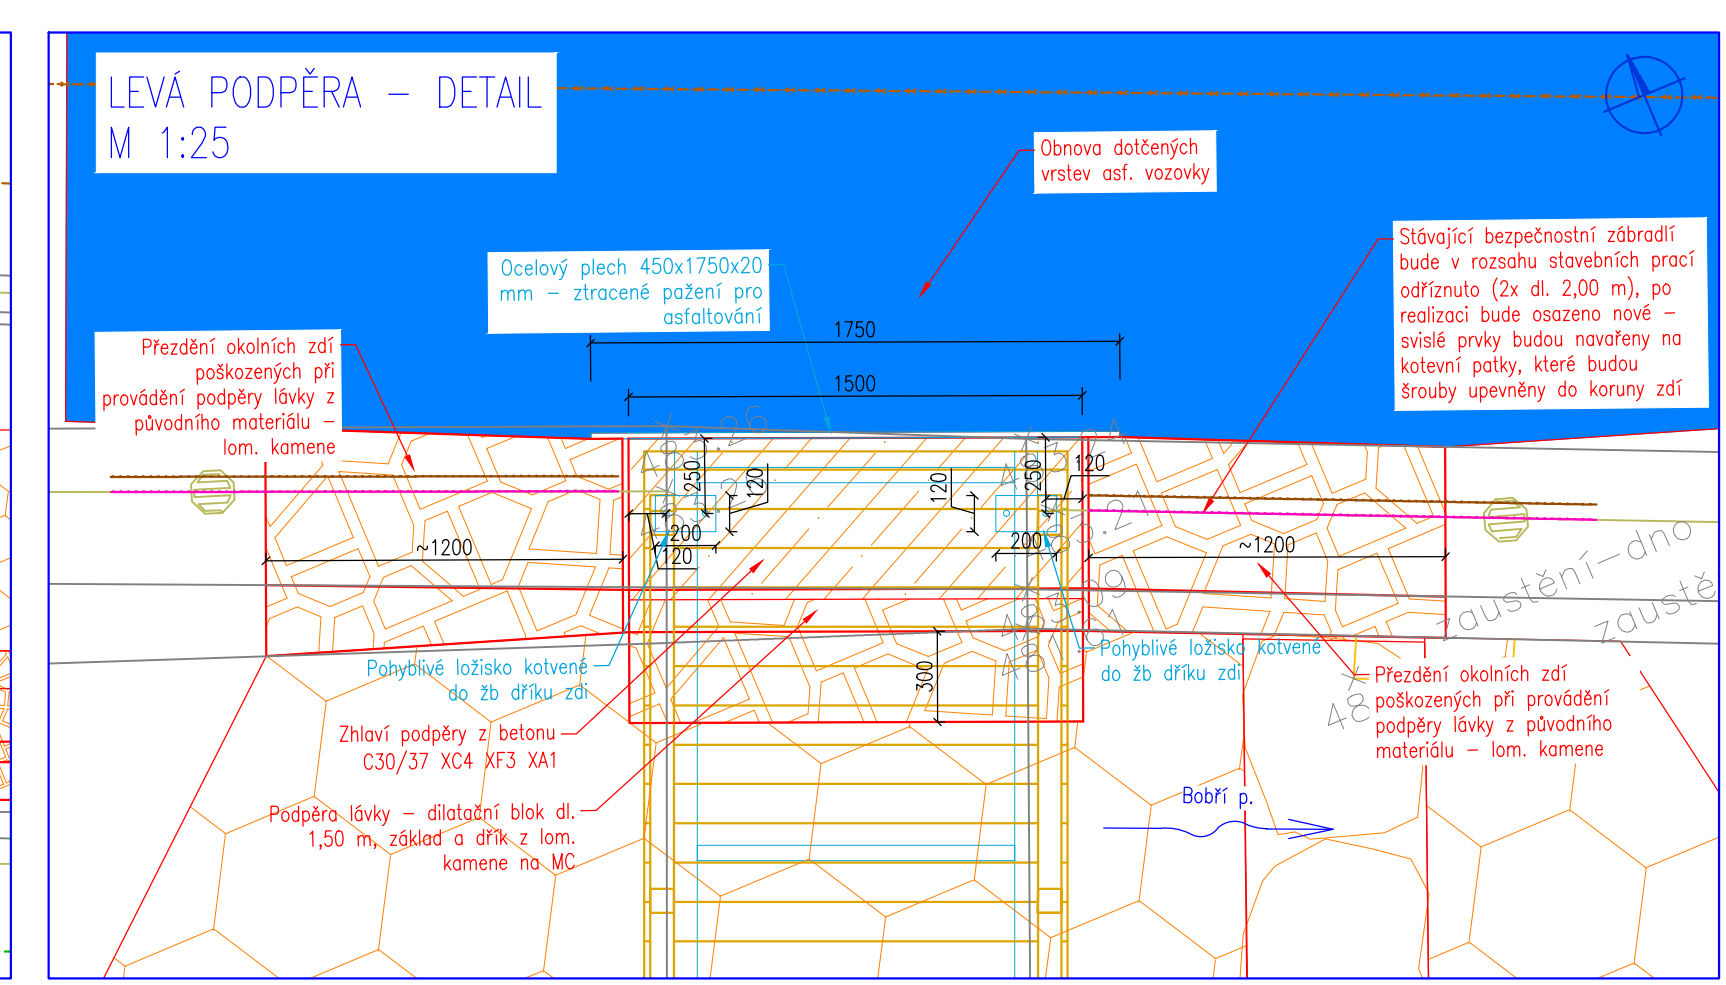 LEVÁ PODPĚRA – DETAIL
M 1:25
Obnova dotčených
vrstev asf. vozovky
Stávající bezpečnostní zábradlí
bude v rozsahu stavebních prací
odříznuto (2x dl. 2,00 m), po
realizaci bude osazeno nové –
svislé prvky budou navařeny na
kotevní patky, které budou
šrouby upevněny do koruny zdí
Ocelový plech 450x1750x20
mm – ztracené pažení pro
asfaltování
Přezdění okolních zdí
poškozených při
provádění podpěry lávky z
původního materiálu –
lom. kamene
1750
1500
250
120
120
250
120
200
120
200
~1200
~1200
300
zaustění-dno
zaustě
48
Pohyblivé ložisko kotvené
do žb dříku zdi
Pohyblivé ložisko kotvené
do žb dříku zdi
Zhlaví podpěry z betonu
C30/37 XC4 XF3 XA1
Podpěra lávky – dilatační blok dl.
1,50 m, základ a dřík z lom.
kamene na MC
Přezdění okolních zdí
poškozených při provádění
podpěry lávky z původního
materiálu – lom. kamene
Bobří p.